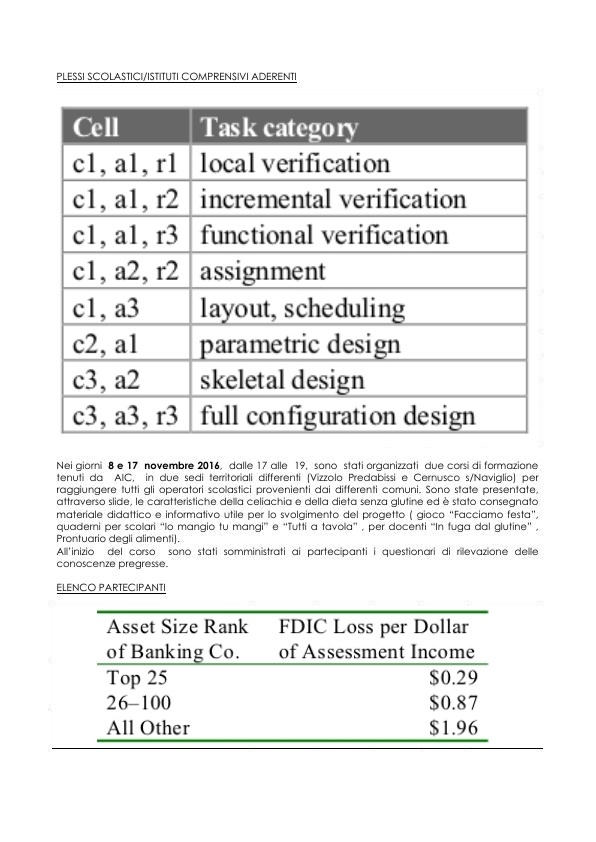 PLESSI SCOLASTICI/ISTITUTI COMPRENSIVI ADERENTI
Cell Task category
c1, a1, r1 local verification
c1, a1, r2 incremental verification
c1, a1, r3 functional verification
c1, a2, r2 assignment
c1, a3 layout, scheduling
c2, a1 parametric design
c3, a2 skeletal design
c3, a3, r3 full configuration design
Nei giorni 8 e 17 novembre 2016, dalle 17 alle 19, sono stati organizzati due corsi di formazione
tenuti da AIC, in due sedi territoriali differenti (Vizzolo Predabissi e Cernusco s/Naviglio) per
raggiungere tutti gli operatori scolastici provenienti dai differenti comuni. Sono state presentate,
attraverso slide, le caratteristiche della celiachia e della dieta senza glutine ed è stato consegnato
materiale didattico e informativo utile per lo svolgimento del progetto ( gioco “Facciamo festa”,
quaderni per scolari “Io mangio tu mangi” e “Tutti a tavola” , per docenti “In fuga dal glutine” ,
Prontuario degli alimenti).
All’inizio del corso sono stati somministrati ai partecipanti i questionari di rilevazione delle
conoscenze pregresse.
ELENCO PARTECIPANTI
Asset Size Rank FDIC Loss per Dollar
of Banking Co. of Assessment Income
Top 25 $0.29
26–100 $0.87
All Other $1.96